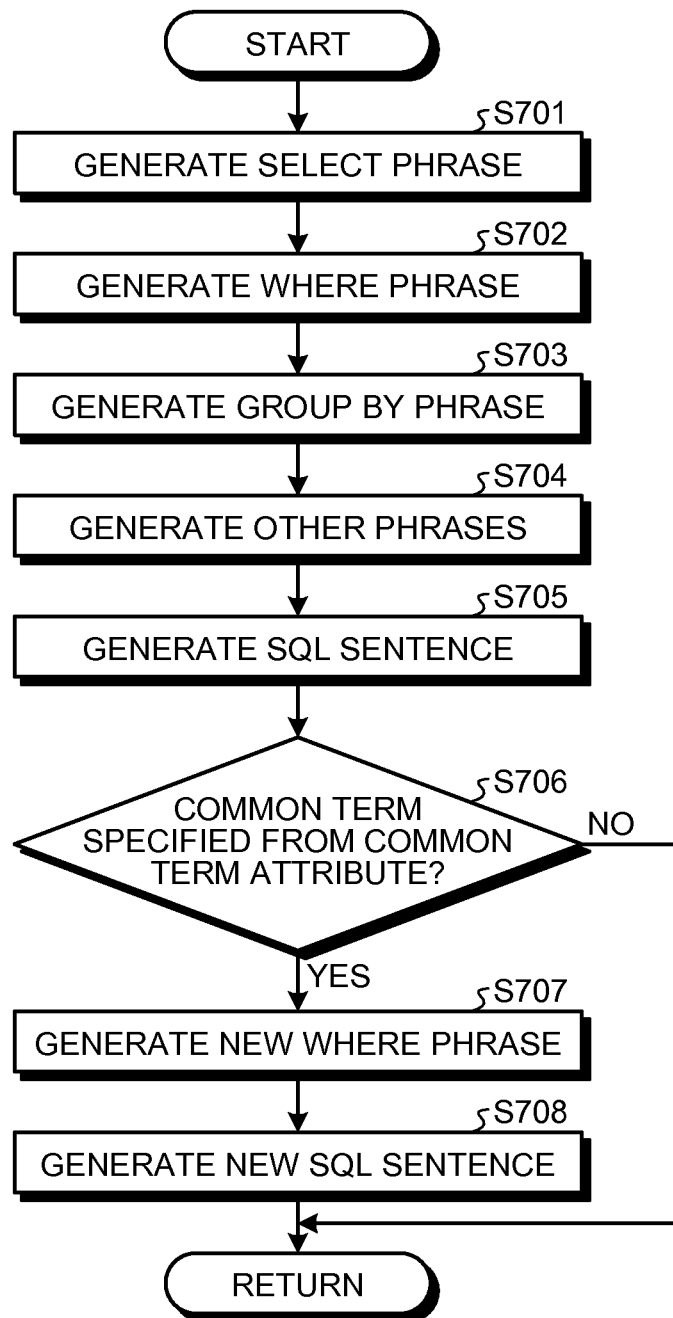 START
S701
GENERATE SELECT PHRASE
S702
GENERATE WHERE PHRASE
S703
GENERATE GROUP BY PHRASE
S704
GENERATE OTHER PHRASES
S705
GENERATE SQL SENTENCE
S706
COMMON TERM
SPECIFIED FROM COMMON
TERM ATTRIBUTE?
NO
YES
S707
GENERATE NEW WHERE PHRASE
S708
GENERATE NEW SQL SENTENCE
RETURN